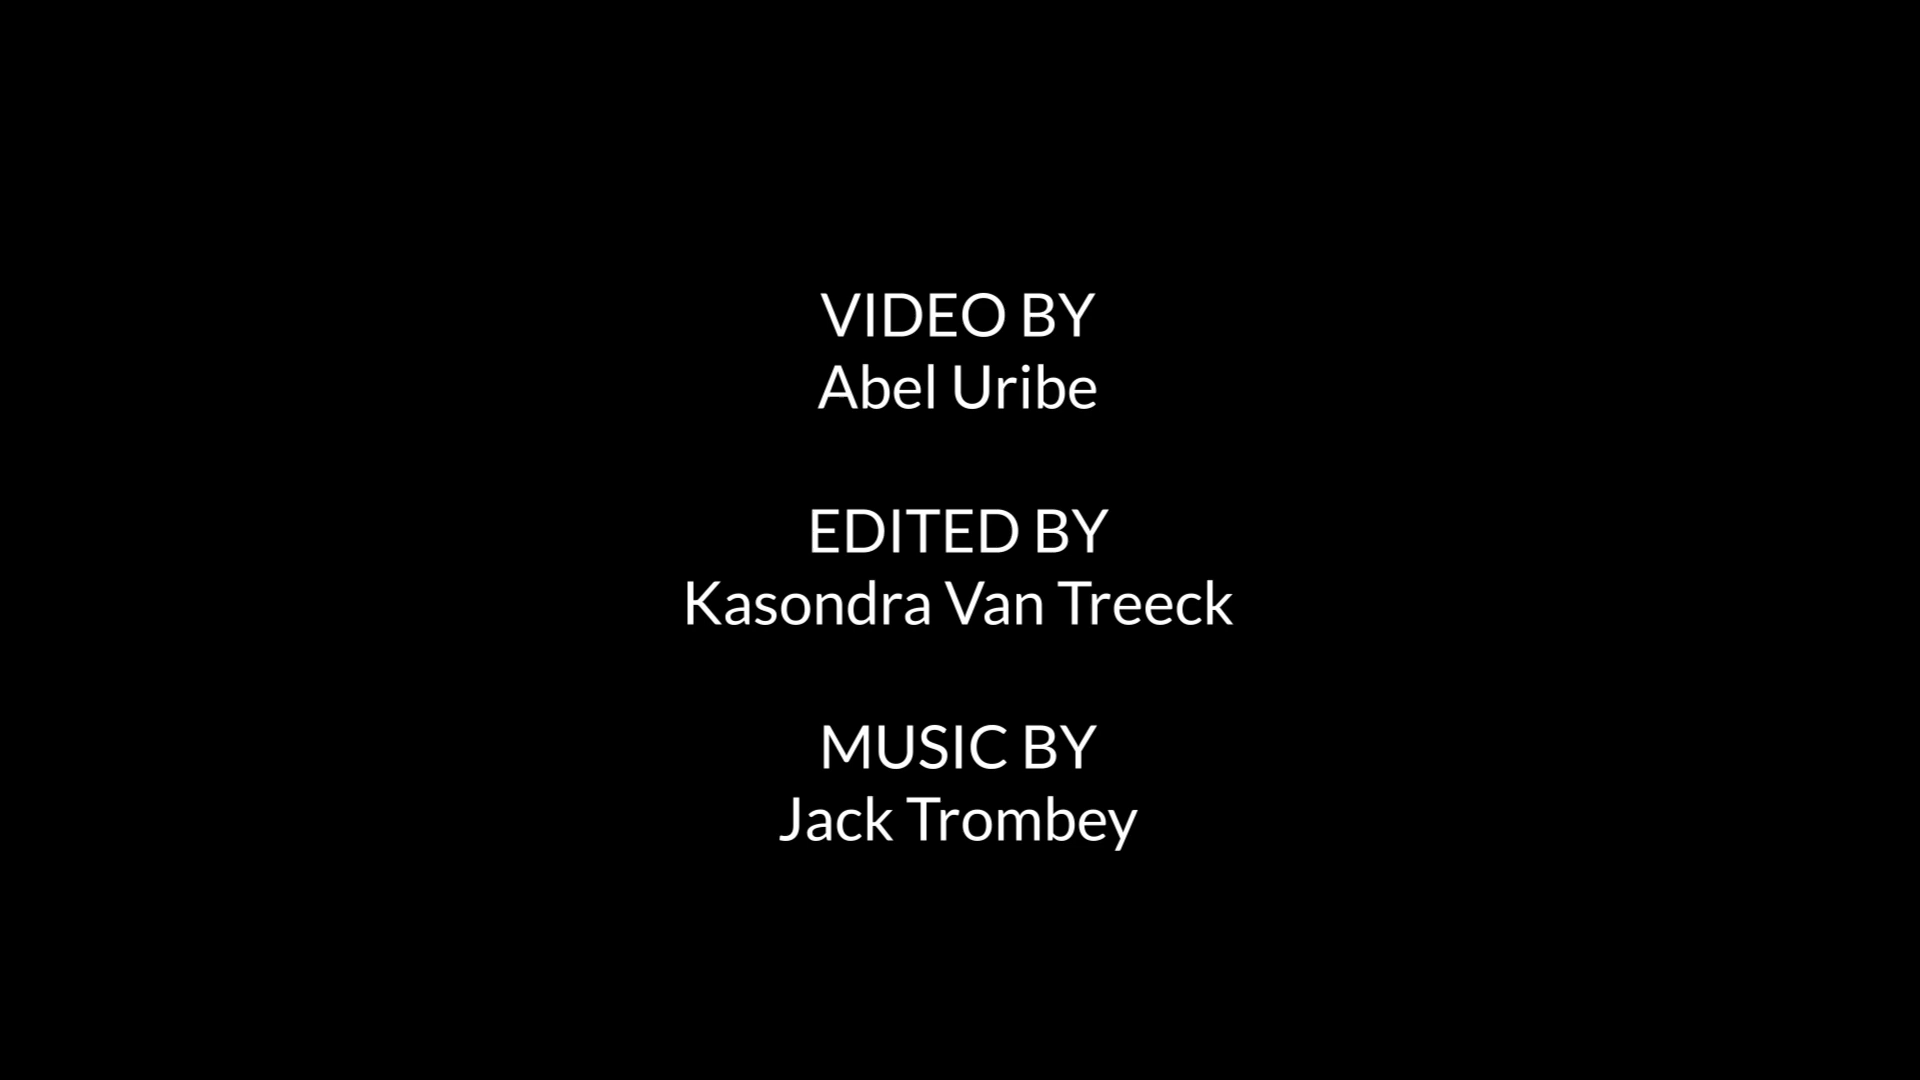 VIDEO BY
Abel Uribe
EDITED BY
Kasondra Van Treeck
MUSIC BY
Jack Trombey